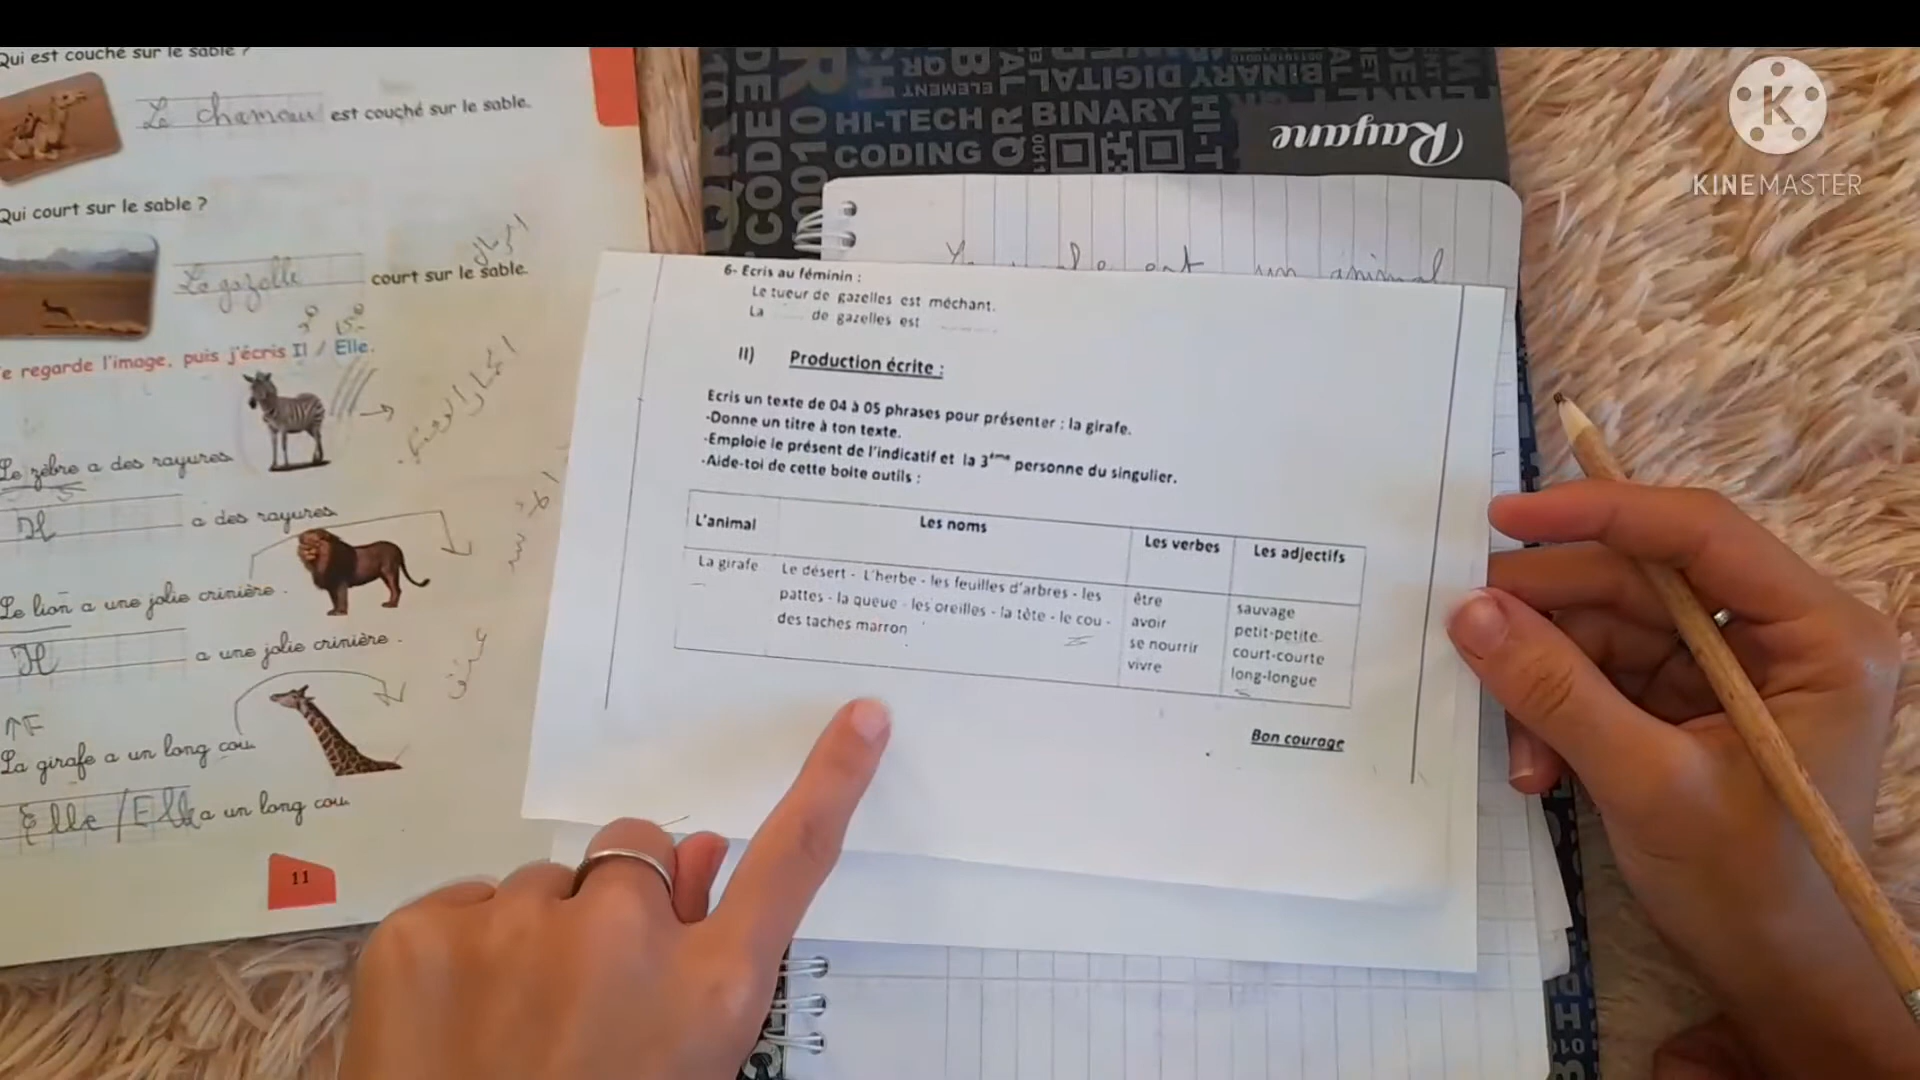 Qui est couché sur le sable ?
Le chameau est couché sur le sable.
Qui court sur le sable ?
La gazelle court sur le sable.
e regarde l'image, puis j'écris Il / Elle.
Le zèbre a des rayures.
Il a des rayures.
Le lion a une jolie crinière.
Il a une jolie crinière.
La girafe a un long cou.
Elle / Elle a un long cou.
11
CODE
HI-TECH
CODING
QR
BINARY
ELEMENT
BINARY DIGITAL
Rayane
un animal
6- Ecris au féminin :
Le tueur de gazelles est méchant.
La de gazelles est
II) Production écrite :
Ecris un texte de 04 à 05 phrases pour présenter : la girafe.
-Donne un titre à ton texte.
-Emploie le présent de l'indicatif et la 3ème personne du singulier.
-Aide-toi de cette boite outils :
L'animal Les noms Les verbes Les adjectifs
La girafe Le désert - L'herbe - les feuilles d'arbres - les être sauvage
pattes - la queue - les oreilles - la tète - le cou - avoir petit-petite
des taches marron se nourrir court-courte
vivre long-longue
Bon courage
KINEMASTER